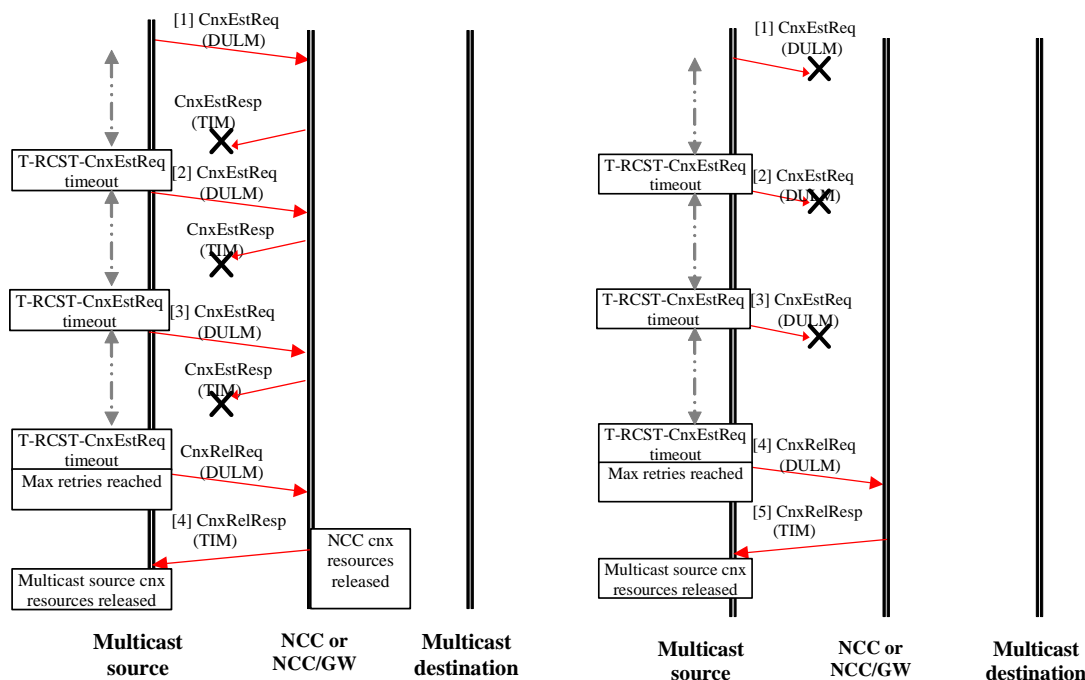 [1] CnxEstReq
(DULM)
CnxEstResp
(TIM)
T-RCST-CnxEstReq
timeout
[2] CnxEstReq
(DULM)
CnxEstResp
(TIM)
T-RCST-CnxEstReq
timeout
[3] CnxEstReq
(DULM)
CnxEstResp
(TIM)
T-RCST-CnxEstReq
timeout
Max retries reached
CnxRelReq
(DULM)
[4] CnxRelResp
(TIM)
NCC cnx
resources
released
Multicast source cnx
resources released
Multicast
source
NCC or
NCC/GW
Multicast
destination
[1] CnxEstReq
(DULM)
T-RCST-CnxEstReq
timeout
[2] CnxEstReq
(DULM)
T-RCST-CnxEstReq
timeout
[3] CnxEstReq
(DULM)
T-RCST-CnxEstReq
timeout
Max retries reached
[4] CnxRelReq
(DULM)
[5] CnxRelResp
(TIM)
Multicast source cnx
resources released
Multicast
source
NCC or
NCC/GW
Multicast
destination